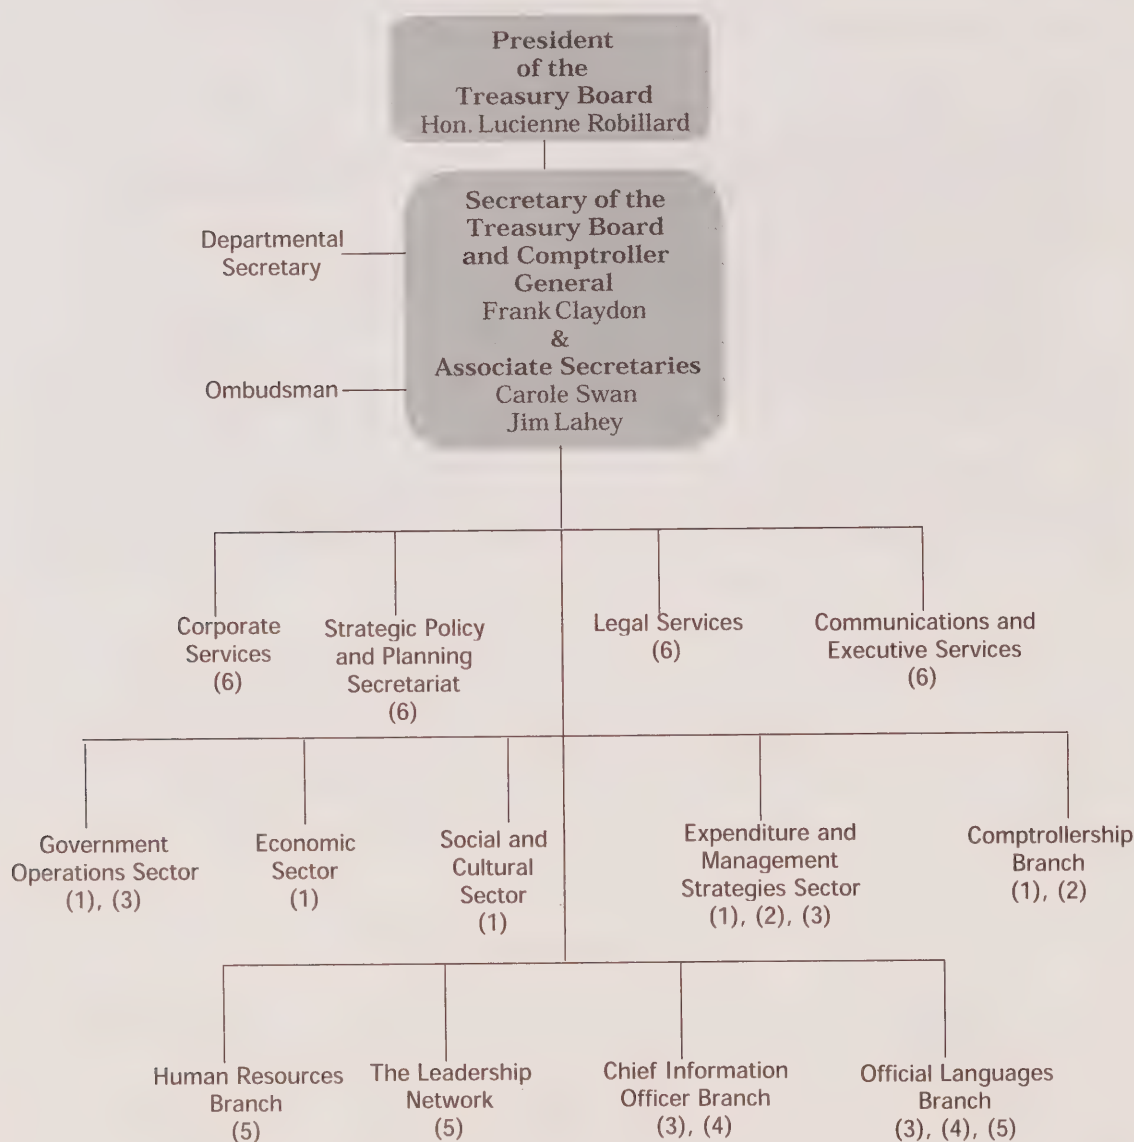 President
of the
Treasury Board
Hon. Lucienne Robillard
Secretary of the
Treasury Board
and Comptroller
General
Frank Claydon
&
Associate Secretaries
Carole Swan
Jim Lahey
Departmental
Secretary
Ombudsman
Corporate
Services
(6)
Strategic Policy
and Planning
Secretariat
(6)
Legal Services
(6)
Communications and
Executive Services
(6)
Government
Operations Sector
(1), (3)
Economic
Sector
(1)
Social and
Cultural
Sector
(1)
Expenditure and
Management
Strategies Sector
(1), (2), (3)
Comptrollership
Branch
(1), (2)
Human Resources
Branch
(5)
The Leadership
Network
(5)
Chief Information
Officer Branch
(3), (4)
Official Languages
Branch
(3), (4), (5)